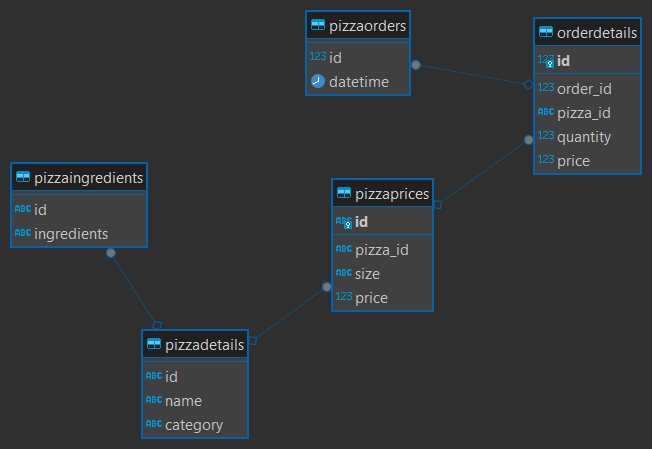 pizzaorders
123 id
datetime
orderdetails
123 id
123 order_id
ABC pizza_id
123 quantity
123 price
pizzaingredients
ABC id
ABC ingredients
pizzaprices
ABC id
ABC pizza_id
ABC size
123 price
pizzadetails
ABC id
ABC name
ABC category